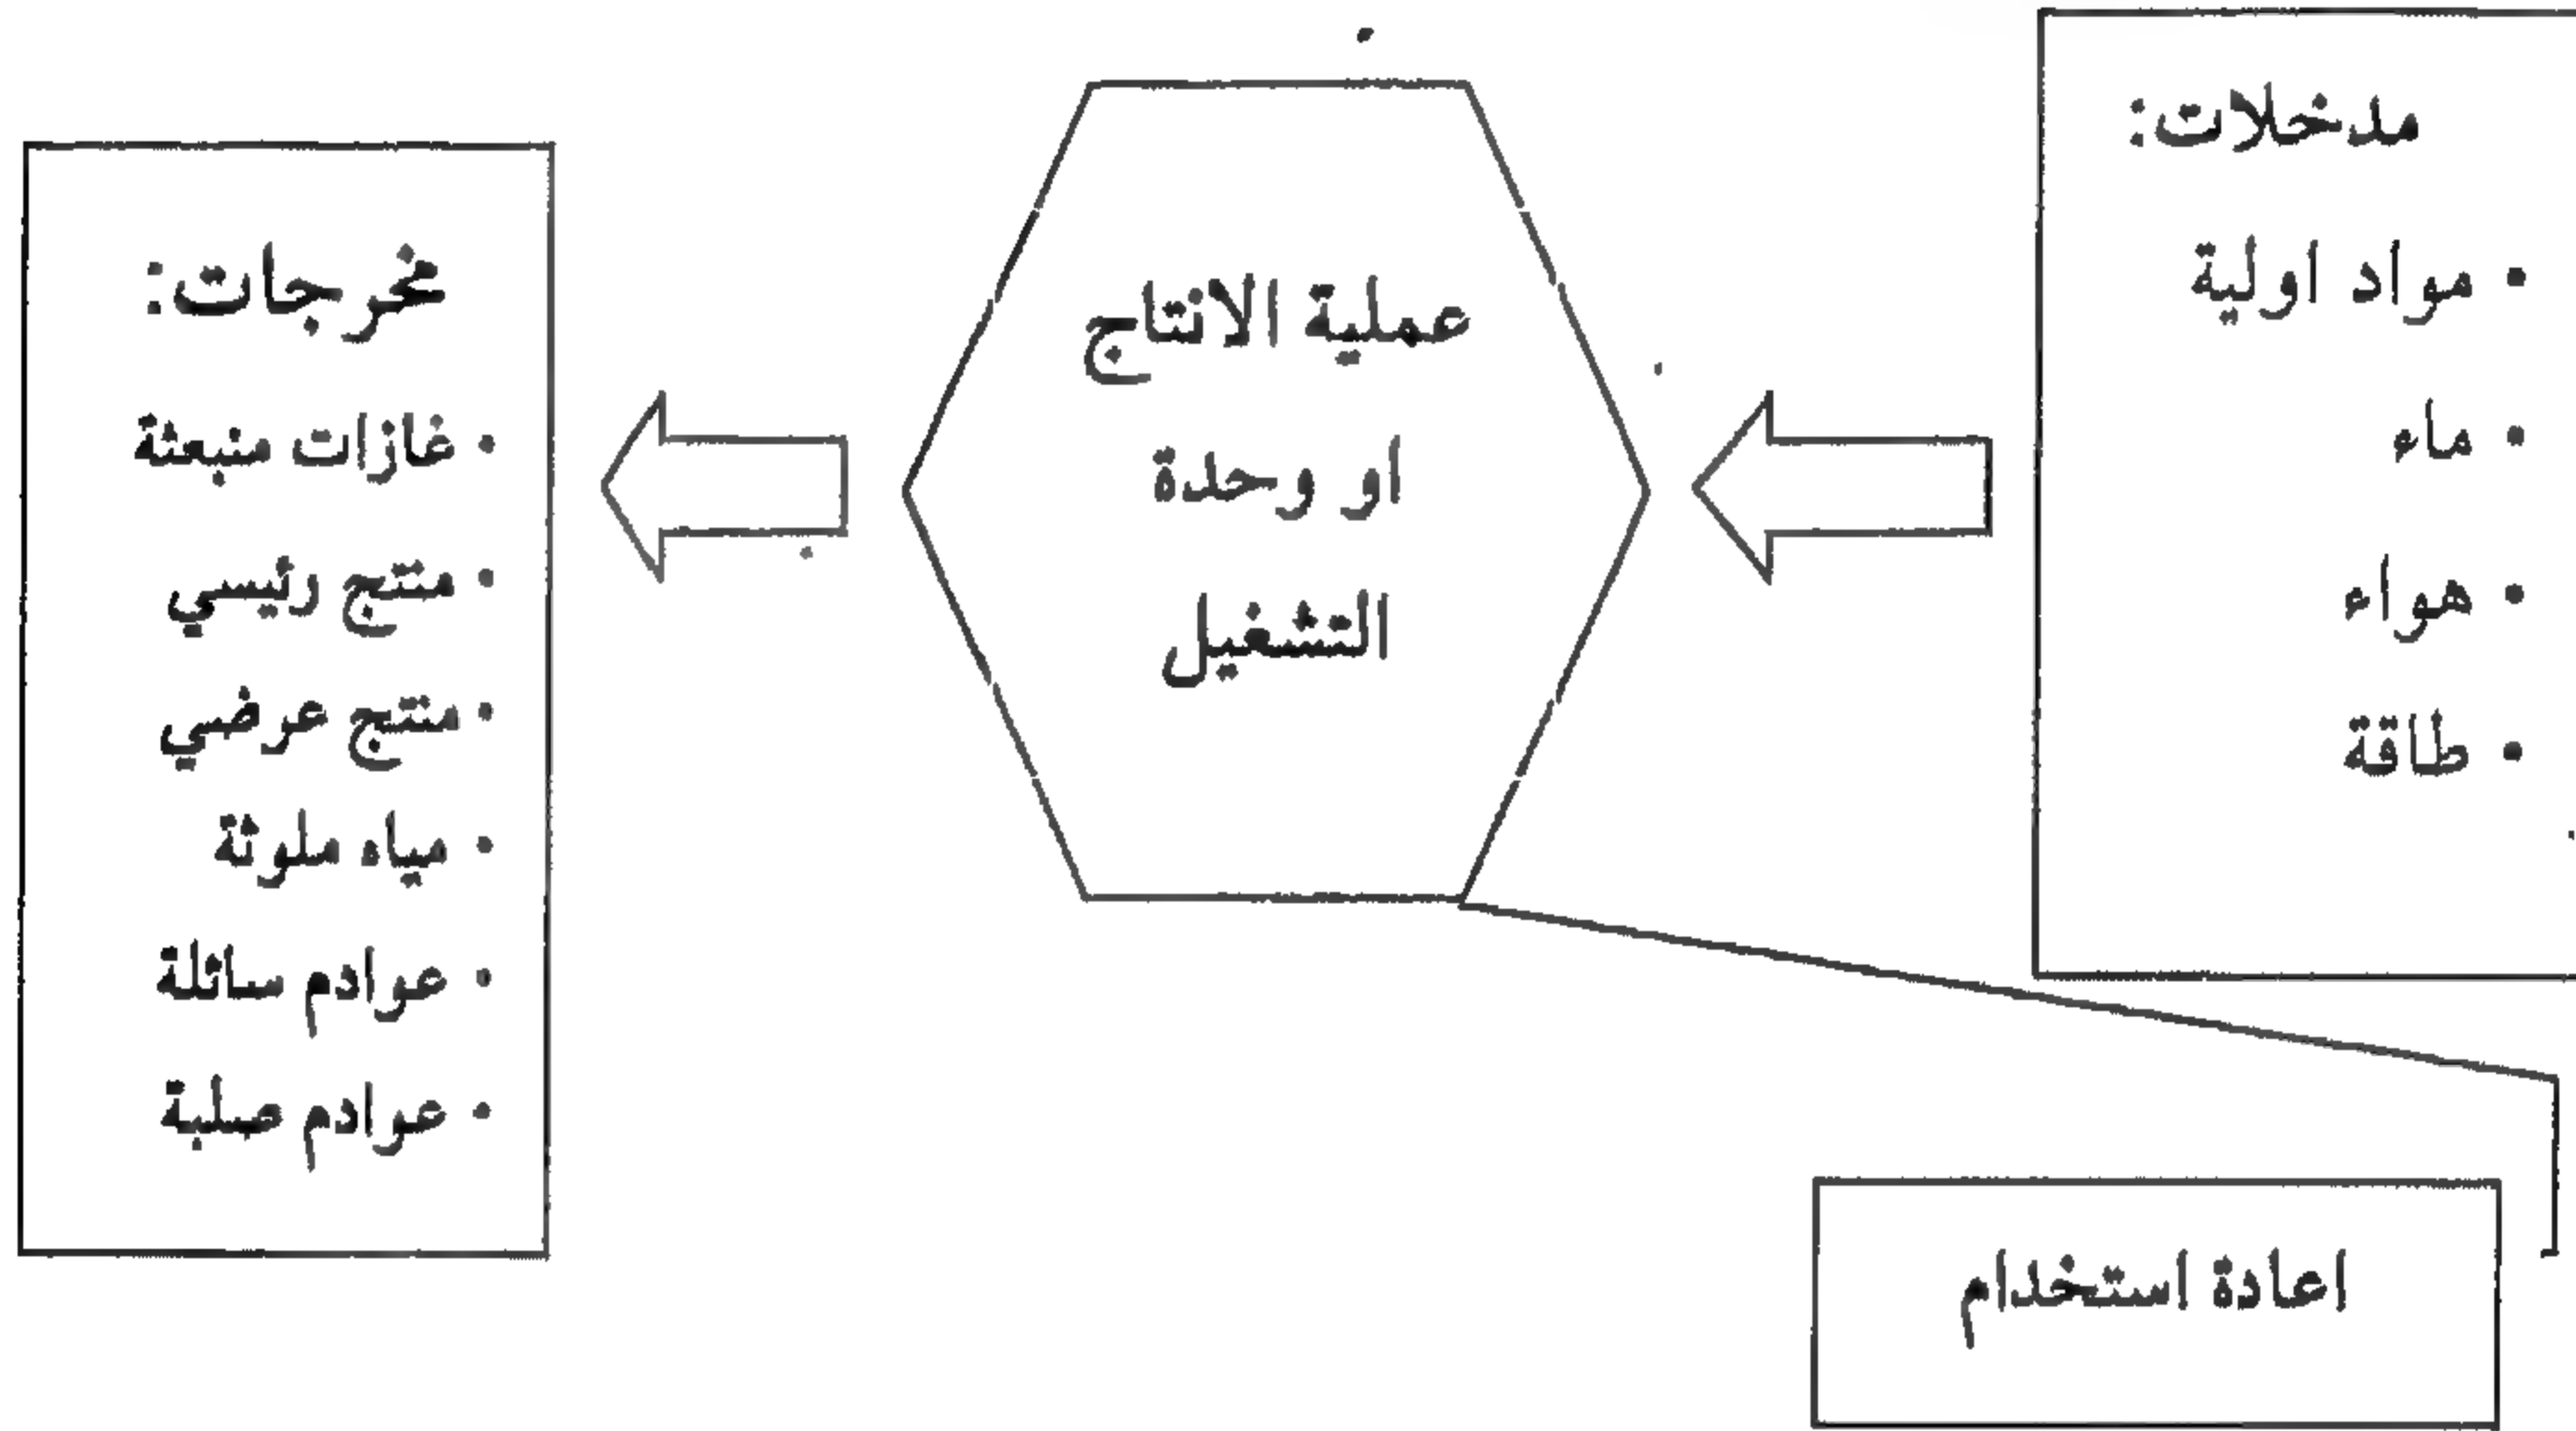 مدخلات:
• مواد اولية
• ماء
• هواء
• طاقة
عملية الانتاج
او وحدة
التشغيل
مخرجات:
• غازات منبعثة
• منتج رئيسي
• منتج عرضي
• مياه ملوثة
• عوادم سائلة
• عوادم صلبة
اعادة استخدام